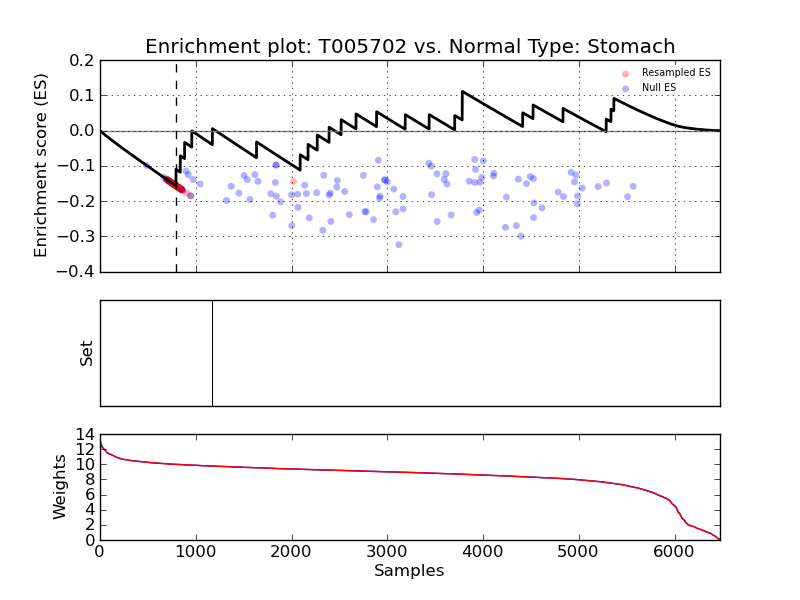 Enrichment plot: T005702 vs. Normal Type: Stomach
Enrichment score (ES)
0.2
0.1
0.0
−0.1
−0.2
−0.3
−0.4
Resampled ES
Null ES
Set
Weights
14
12
10
8
6
4
2
0
0 1000 2000 3000 4000 5000 6000
Samples